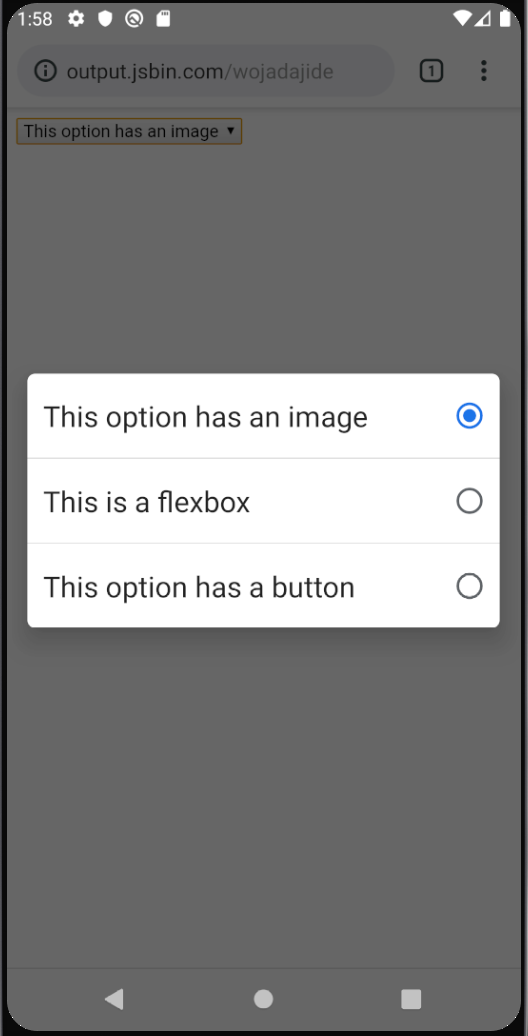 1:58
output.jsbin.com/wojadajide
1
This option has an image
This option has an image
This is a flexbox
This option has a button